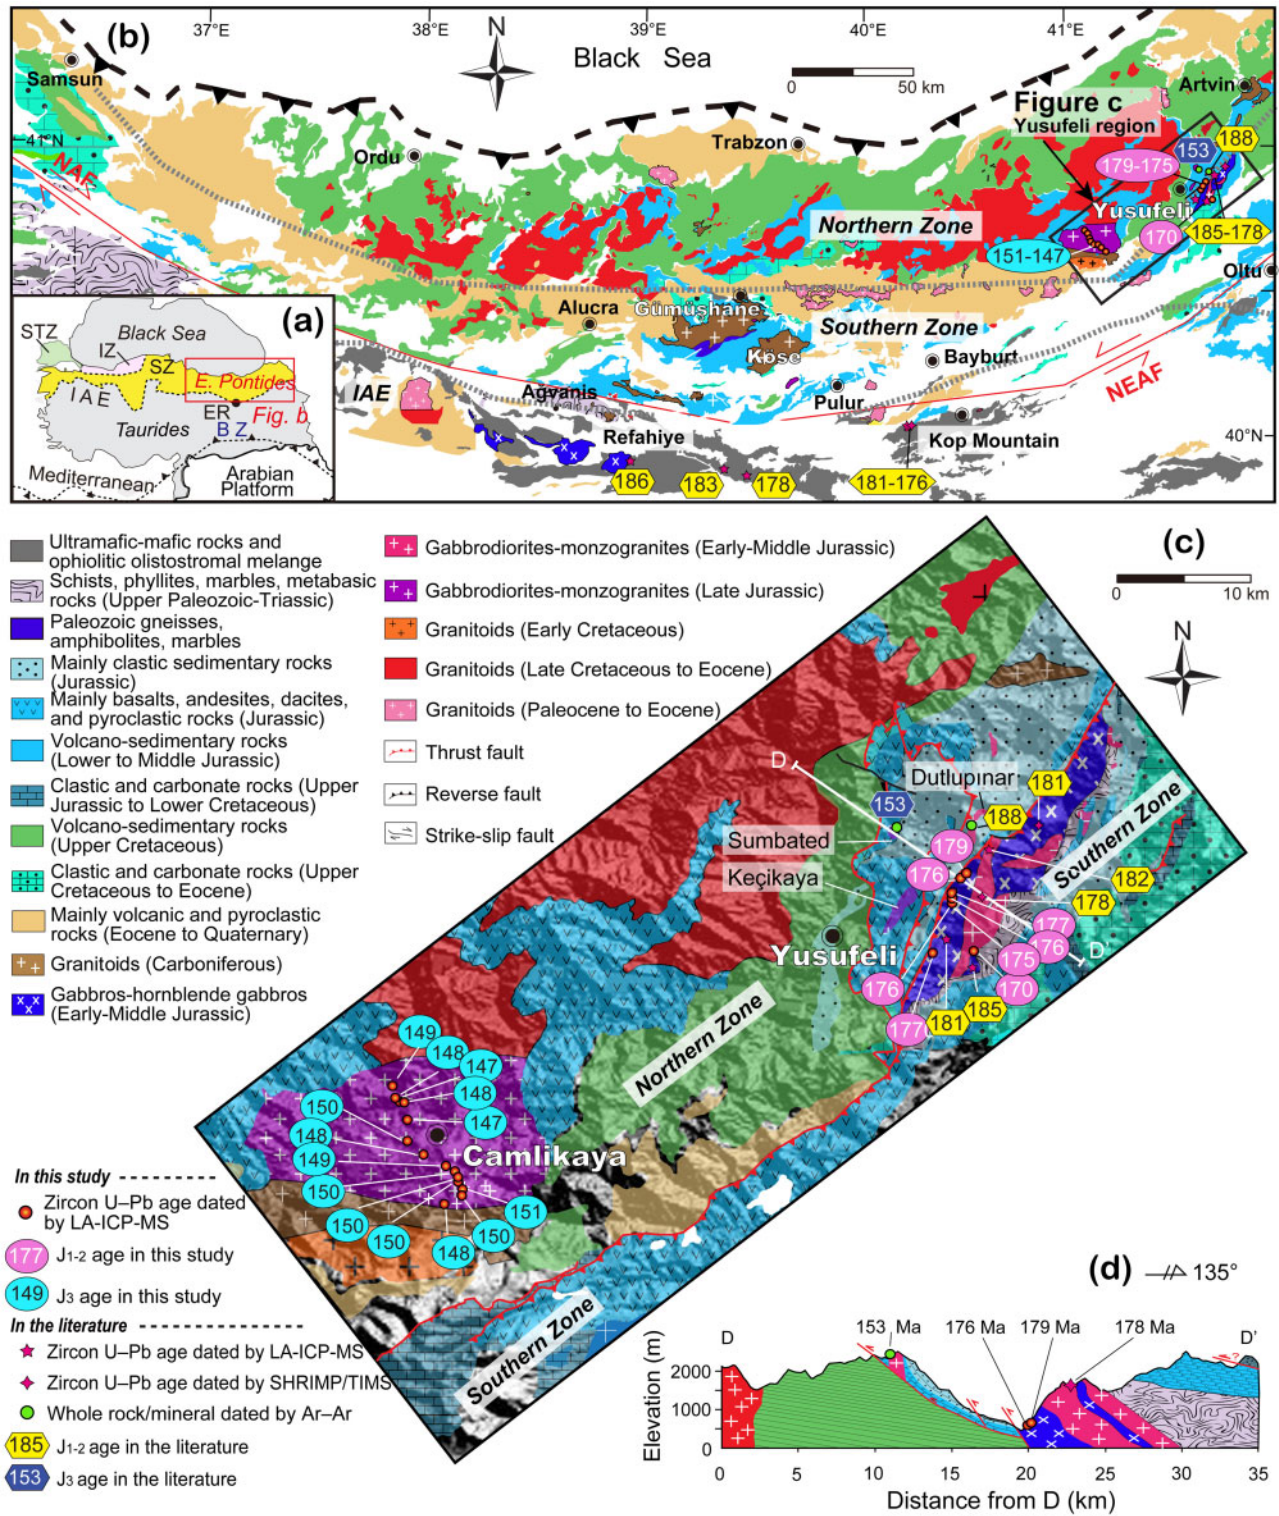 (b)
37°E
38°E
39°E
40°E
41°E
N
Black Sea
0
50 km
Samsun
41°N
NAF
Ordu
Trabzon
Artvin
Figure c
Yusufeli region
153
188
179-175
Yusufeli
170
185-178
151-147
Oltu
Northern Zone
Alucra
Gümüşhane
Southern Zone
Köse
Bayburt
NEAF
IAE
Ağvanis
Pulur
Refahiye
Kop Mountain
40°N
186
183
178
181-176
(a)
STZ
Black Sea
IZ
SZ
E. Pontides
I A E
ER
Fig. b
B Z
Taurides
Mediterranean
Arabian
Platform
Ultramafic-mafic rocks and
ophiolitic olistostromal melange
Schists, phyllites, marbles, metabasic
rocks (Upper Paleozoic-Triassic)
Paleozoic gneisses,
amphibolites, marbles
Mainly clastic sedimentary rocks
(Jurassic)
Mainly basalts, andesites, dacites,
and pyroclastic rocks (Jurassic)
Volcano-sedimentary rocks
(Lower to Middle Jurassic)
Clastic and carbonate rocks (Upper
Jurassic to Lower Cretaceous)
Volcano-sedimentary rocks
(Upper Cretaceous)
Clastic and carbonate rocks (Upper
Cretaceous to Eocene)
Mainly volcanic and pyroclastic
rocks (Eocene to Quaternary)
Granitoids (Carboniferous)
Gabbros-hornblende gabbros
(Early-Middle Jurassic)
Gabbrodiorites-monzogranites (Early-Middle Jurassic)
Gabbrodiorites-monzogranites (Late Jurassic)
Granitoids (Early Cretaceous)
Granitoids (Late Cretaceous to Eocene)
Granitoids (Paleocene to Eocene)
Thrust fault
Reverse fault
Strike-slip fault
(c)
0
10 km
N
D
Dutlupınar
181
153
188
Sumbated
179
Southern Zone
Keçikaya
176
182
178
177
Yusufeli
176
D'
175
176
170
185
177
181
Northern Zone
149
148
147
148
150
147
148
Camlikaya
149
150
151
150
150
150
148
Southern Zone
In this study
Zircon U–Pb age dated
by LA-ICP-MS
177
J1-2 age in this study
149
J3 age in this study
In the literature
Zircon U–Pb age dated by LA-ICP-MS
Zircon U–Pb age dated by SHRIMP/TIMS
Whole rock/mineral dated by Ar–Ar
185
J1-2 age in the literature
153
J3 age in the literature
(d)
135°
D
153 Ma
176 Ma
179 Ma
178 Ma
D'
?
Elevation (m)
2000
1000
0
0
5
10
15
20
25
30
35
Distance from D (km)